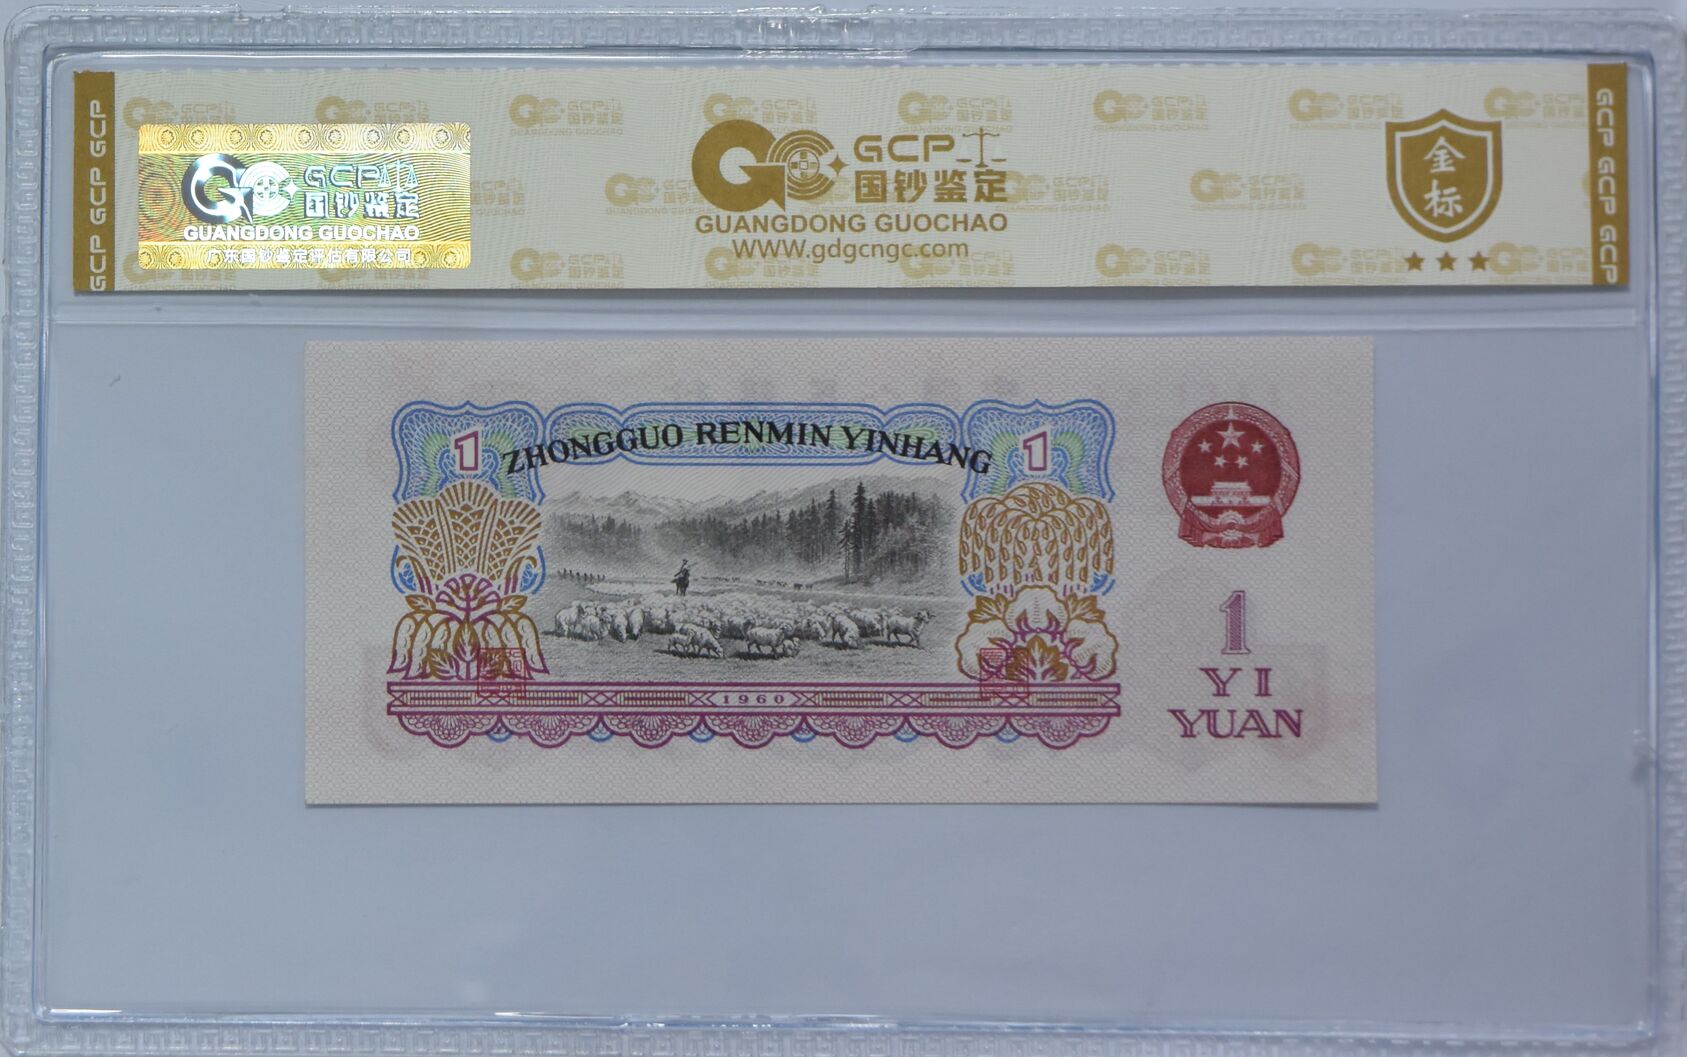 GCP GCP GCP
GCP
国钞鉴定
GUANGDONG GUOCHAO
广东国钞鉴定评估有限公司
GCP
国钞鉴定
GUANGDONG GUOCHAO
WWW.gdgcngc.com
金标
GCP GCP GCP
1 ZHONGGUO RENMIN YINHANG 1
1960
1
YI
YUAN